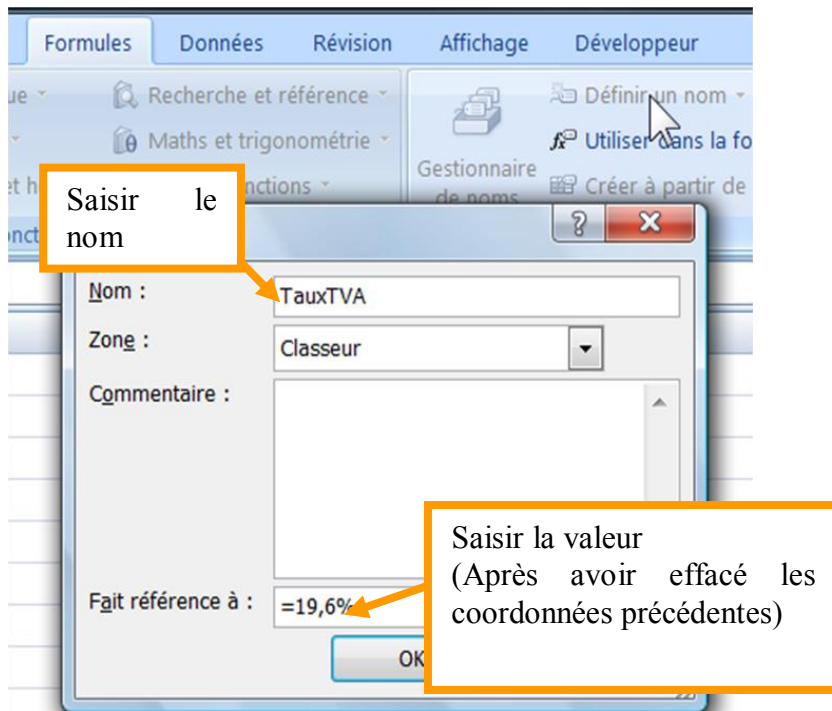 Formules Données Révision Affichage Développeur
Recherche et référence Définir un nom
Maths et trigonométrie Utiliser dans la fo
Gestionnaire
de noms
Créer à partir de
Saisir le
nom
Nom : TauxTVA
Zone : Classeur
Commentaire :
Saisir la valeur
(Après avoir effacé les
coordonnées précédentes)
Fait référence à : =19,6%
OK